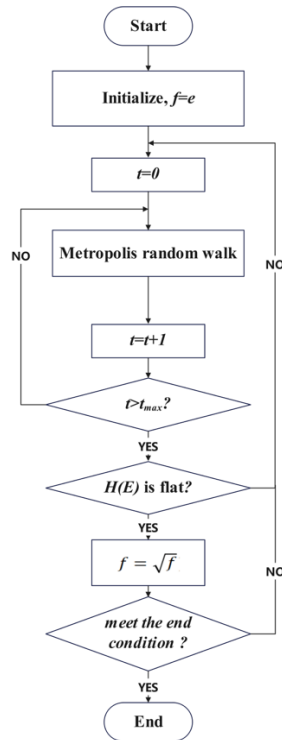 Start
Initialize, f=e
t=0
NO
Metropolis random walk
NO
t=t+1
t>tmax?
YES
H(E) is flat?
YES
f = √f
NO
meet the end
condition ?
YES
End